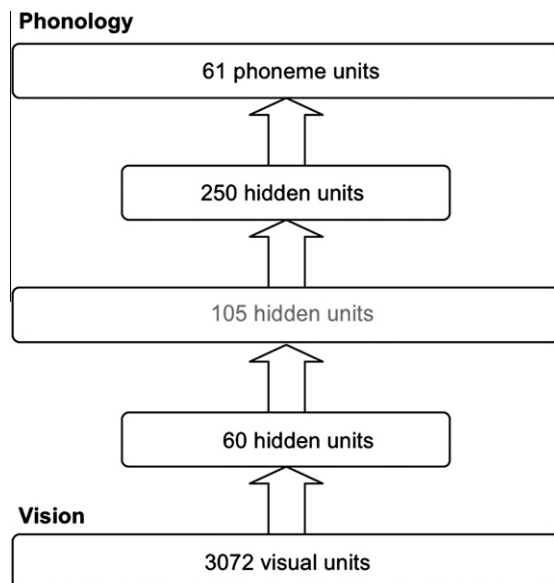 Phonology
61 phoneme units
250 hidden units
105 hidden units
60 hidden units
Vision
3072 visual units